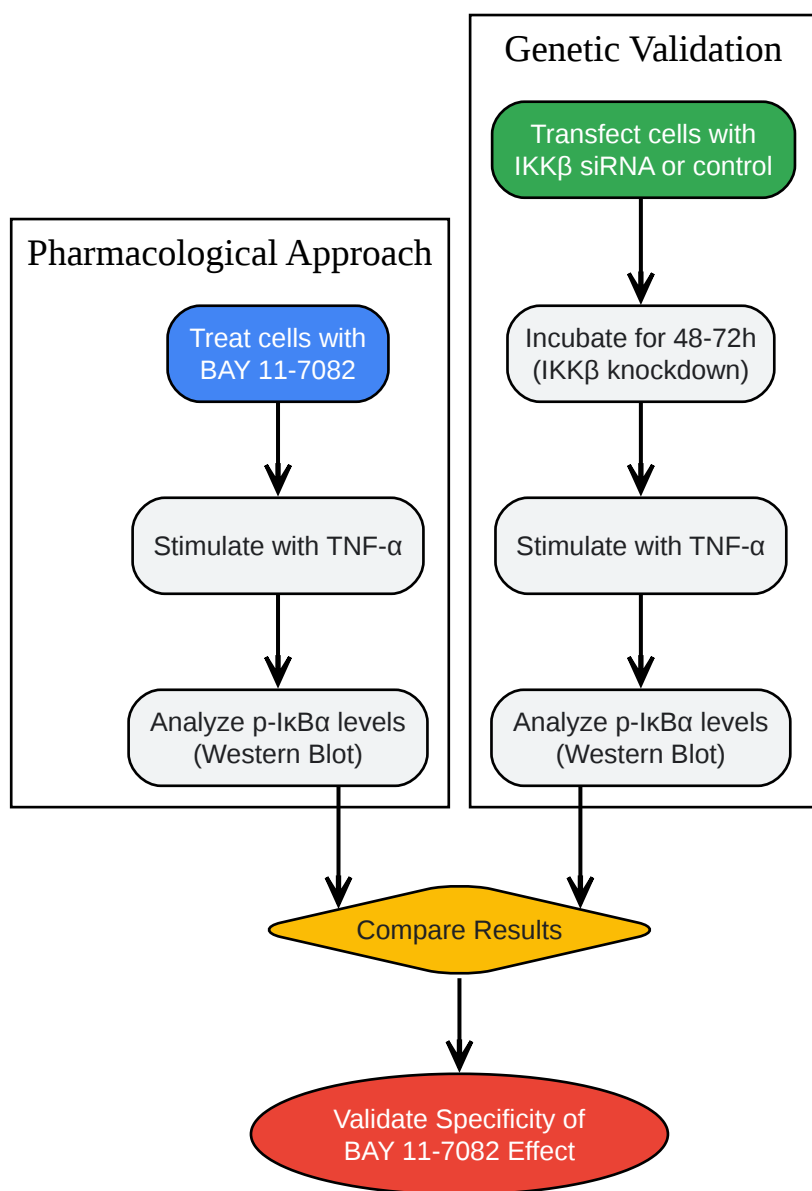 Genetic Validation
Transfect cells with
IKKβ siRNA or control
Incubate for 48-72h
(IKKβ knockdown)
Stimulate with TNF-α
Analyze p-IκBα levels
(Western Blot)
Pharmacological Approach
Treat cells with
BAY 11-7082
Stimulate with TNF-α
Analyze p-IκBα levels
(Western Blot)
Compare Results
Validate Specificity of
BAY 11-7082 Effect